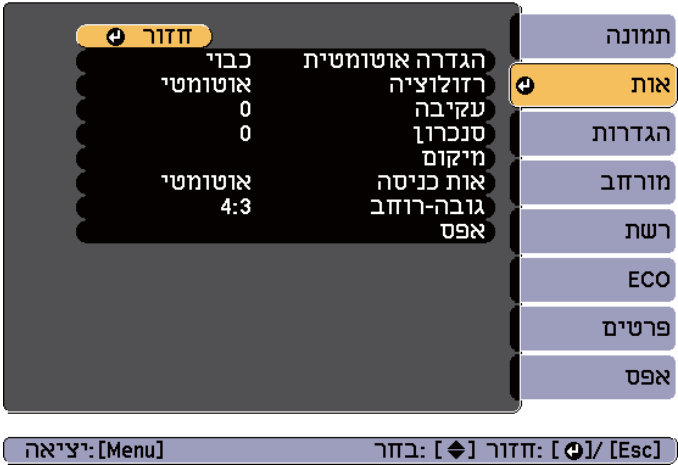 חזור
הגדרה אוטומטית כבוי
רזולוציה אוטומטי
עקיבה 0
סנכרון 0
מיקום
אות כניסה אוטומטי
גובה-רוחב 4:3
אפס
תמונה
אות
הגדרות
מורחב
רשת
ECO
פרטים
אפס
[Esc] /[ ]: חזור [ ]: בחר
[Menu]: יציאה